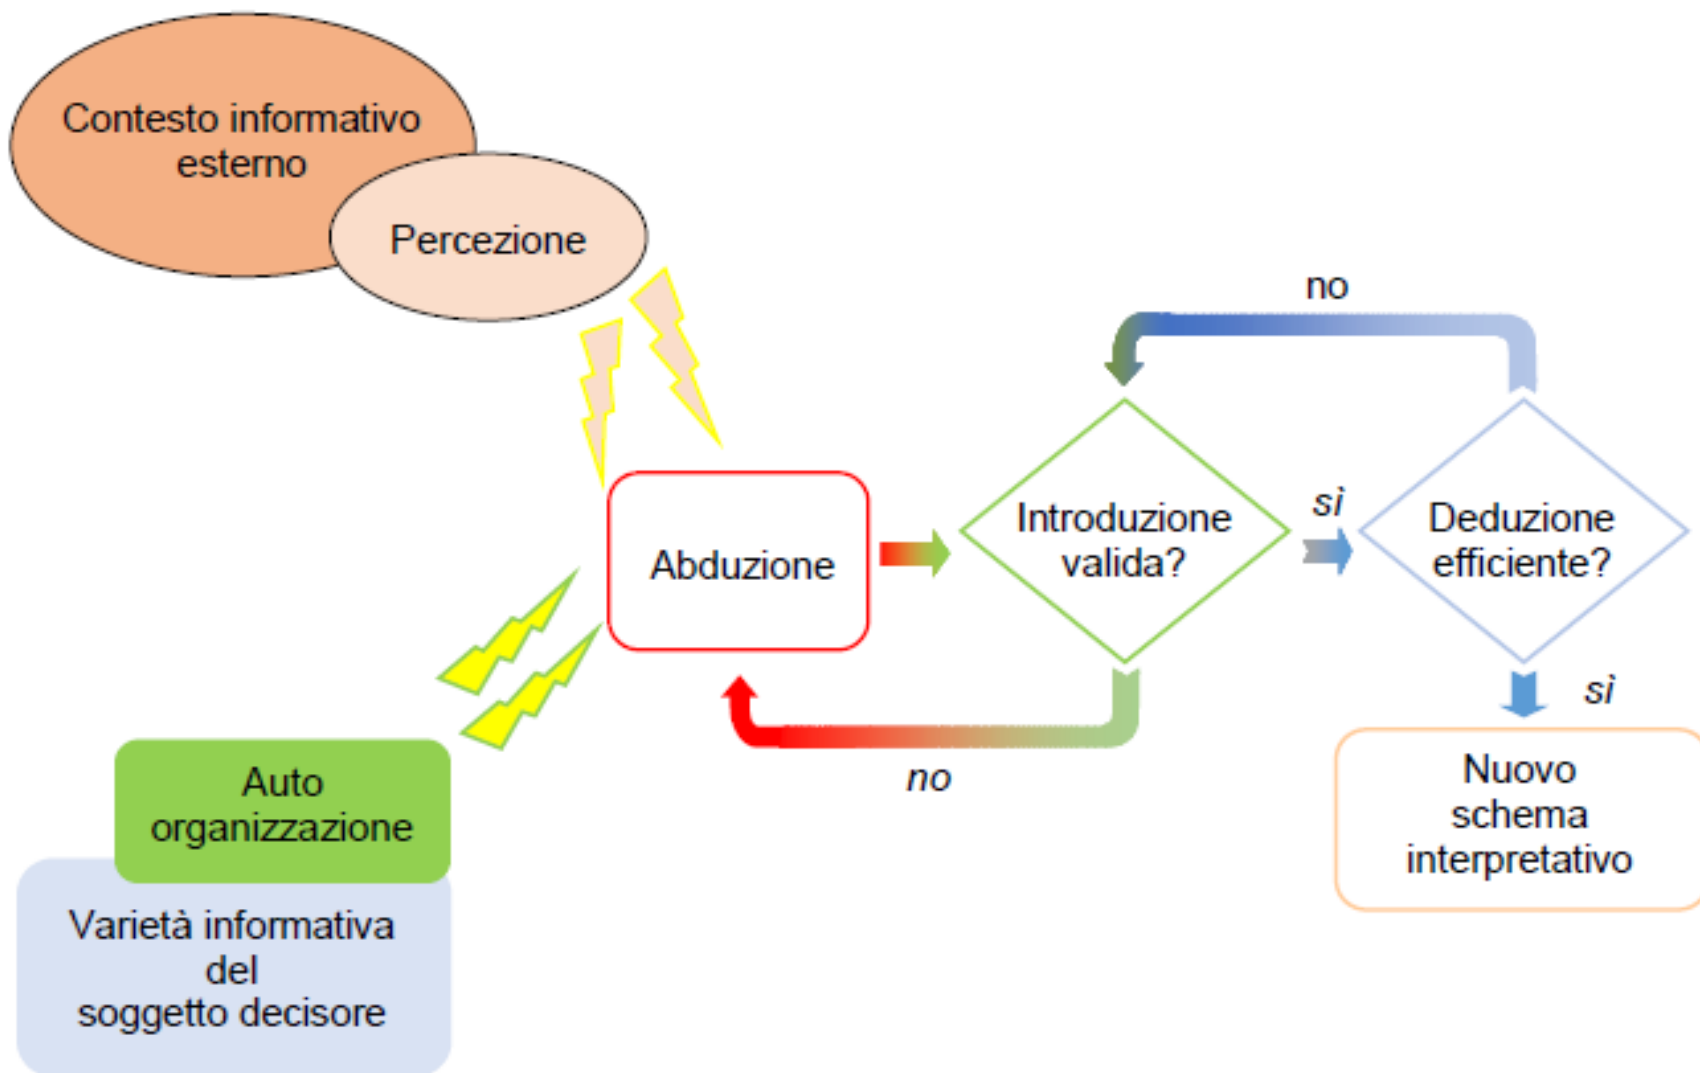 Contesto informativo
esterno
Percezione
no
Introduzione
valida?
sì
Deduzione
efficiente?
Abduzione
sì
no
Nuovo
schema
interpretativo
Auto
organizzazione
Varietà informativa
del
soggetto decisore